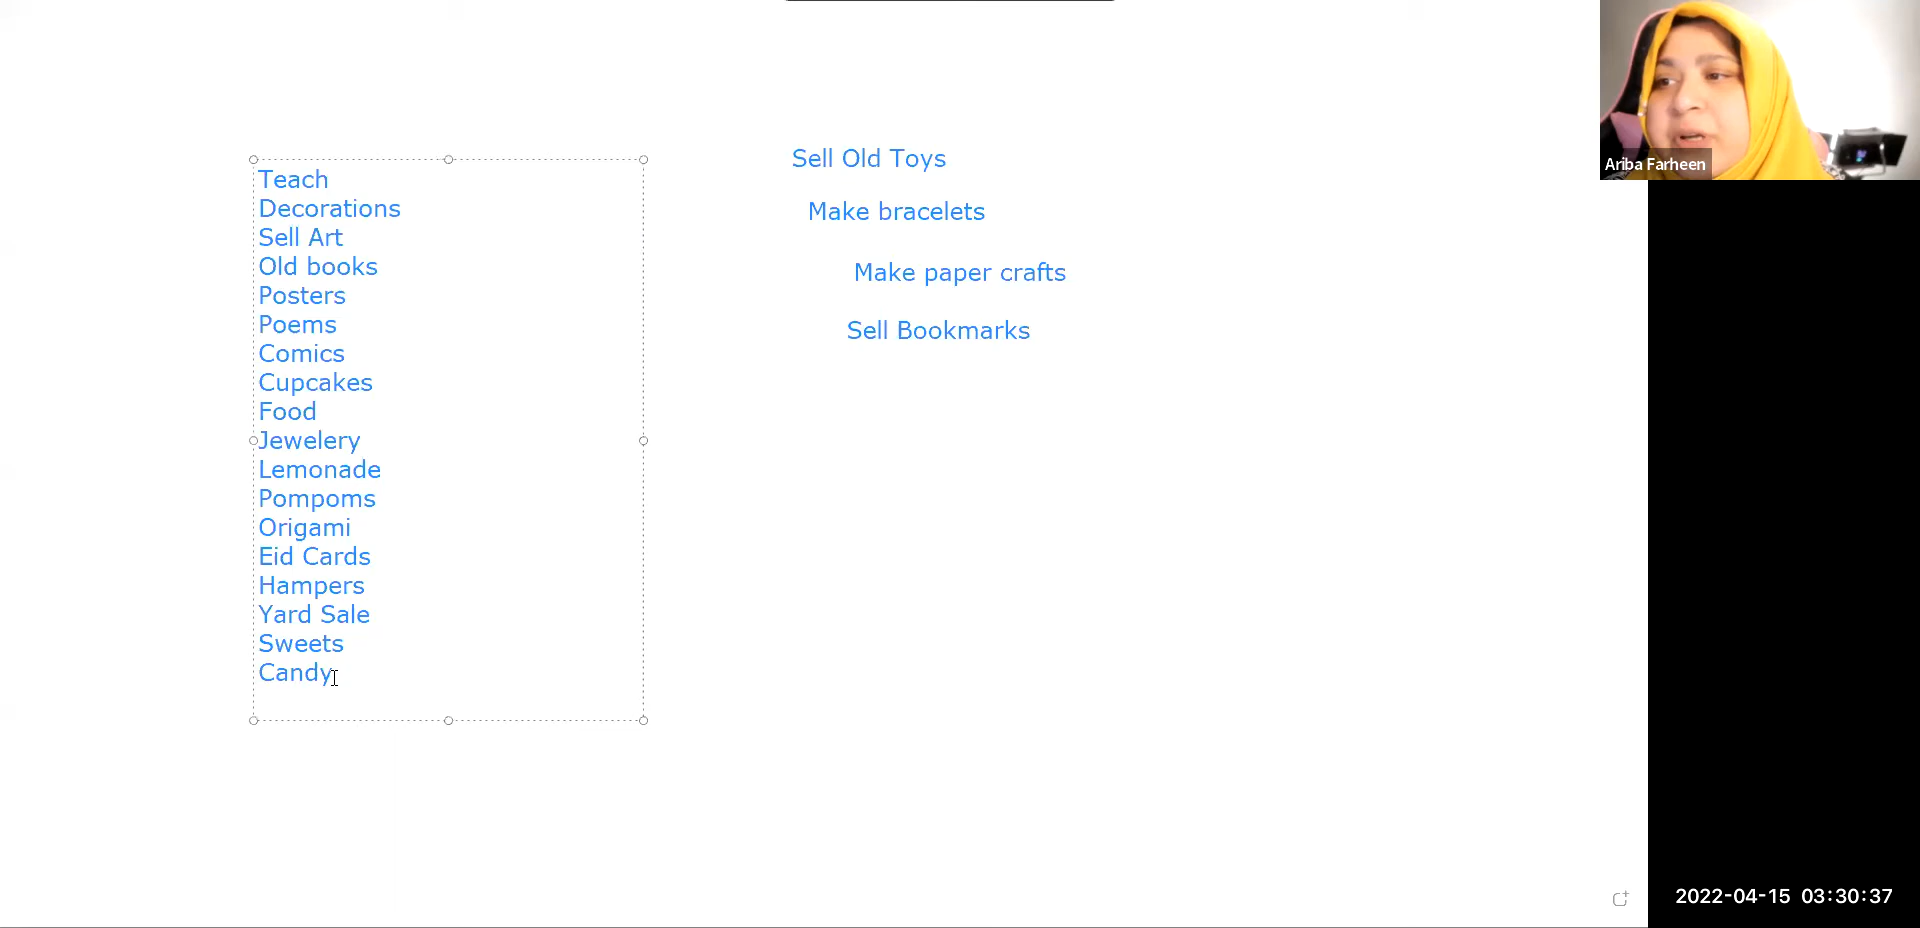 Teach
Decorations
Sell Art
Old books
Posters
Poems
Comics
Cupcakes
Food
Jewelery
Lemonade
Pompoms
Origami
Eid Cards
Hampers
Yard Sale
Sweets
Candy
Sell Old Toys
Make bracelets
Make paper crafts
Sell Bookmarks
Ariba Farheen
2022-04-15 03:30:37